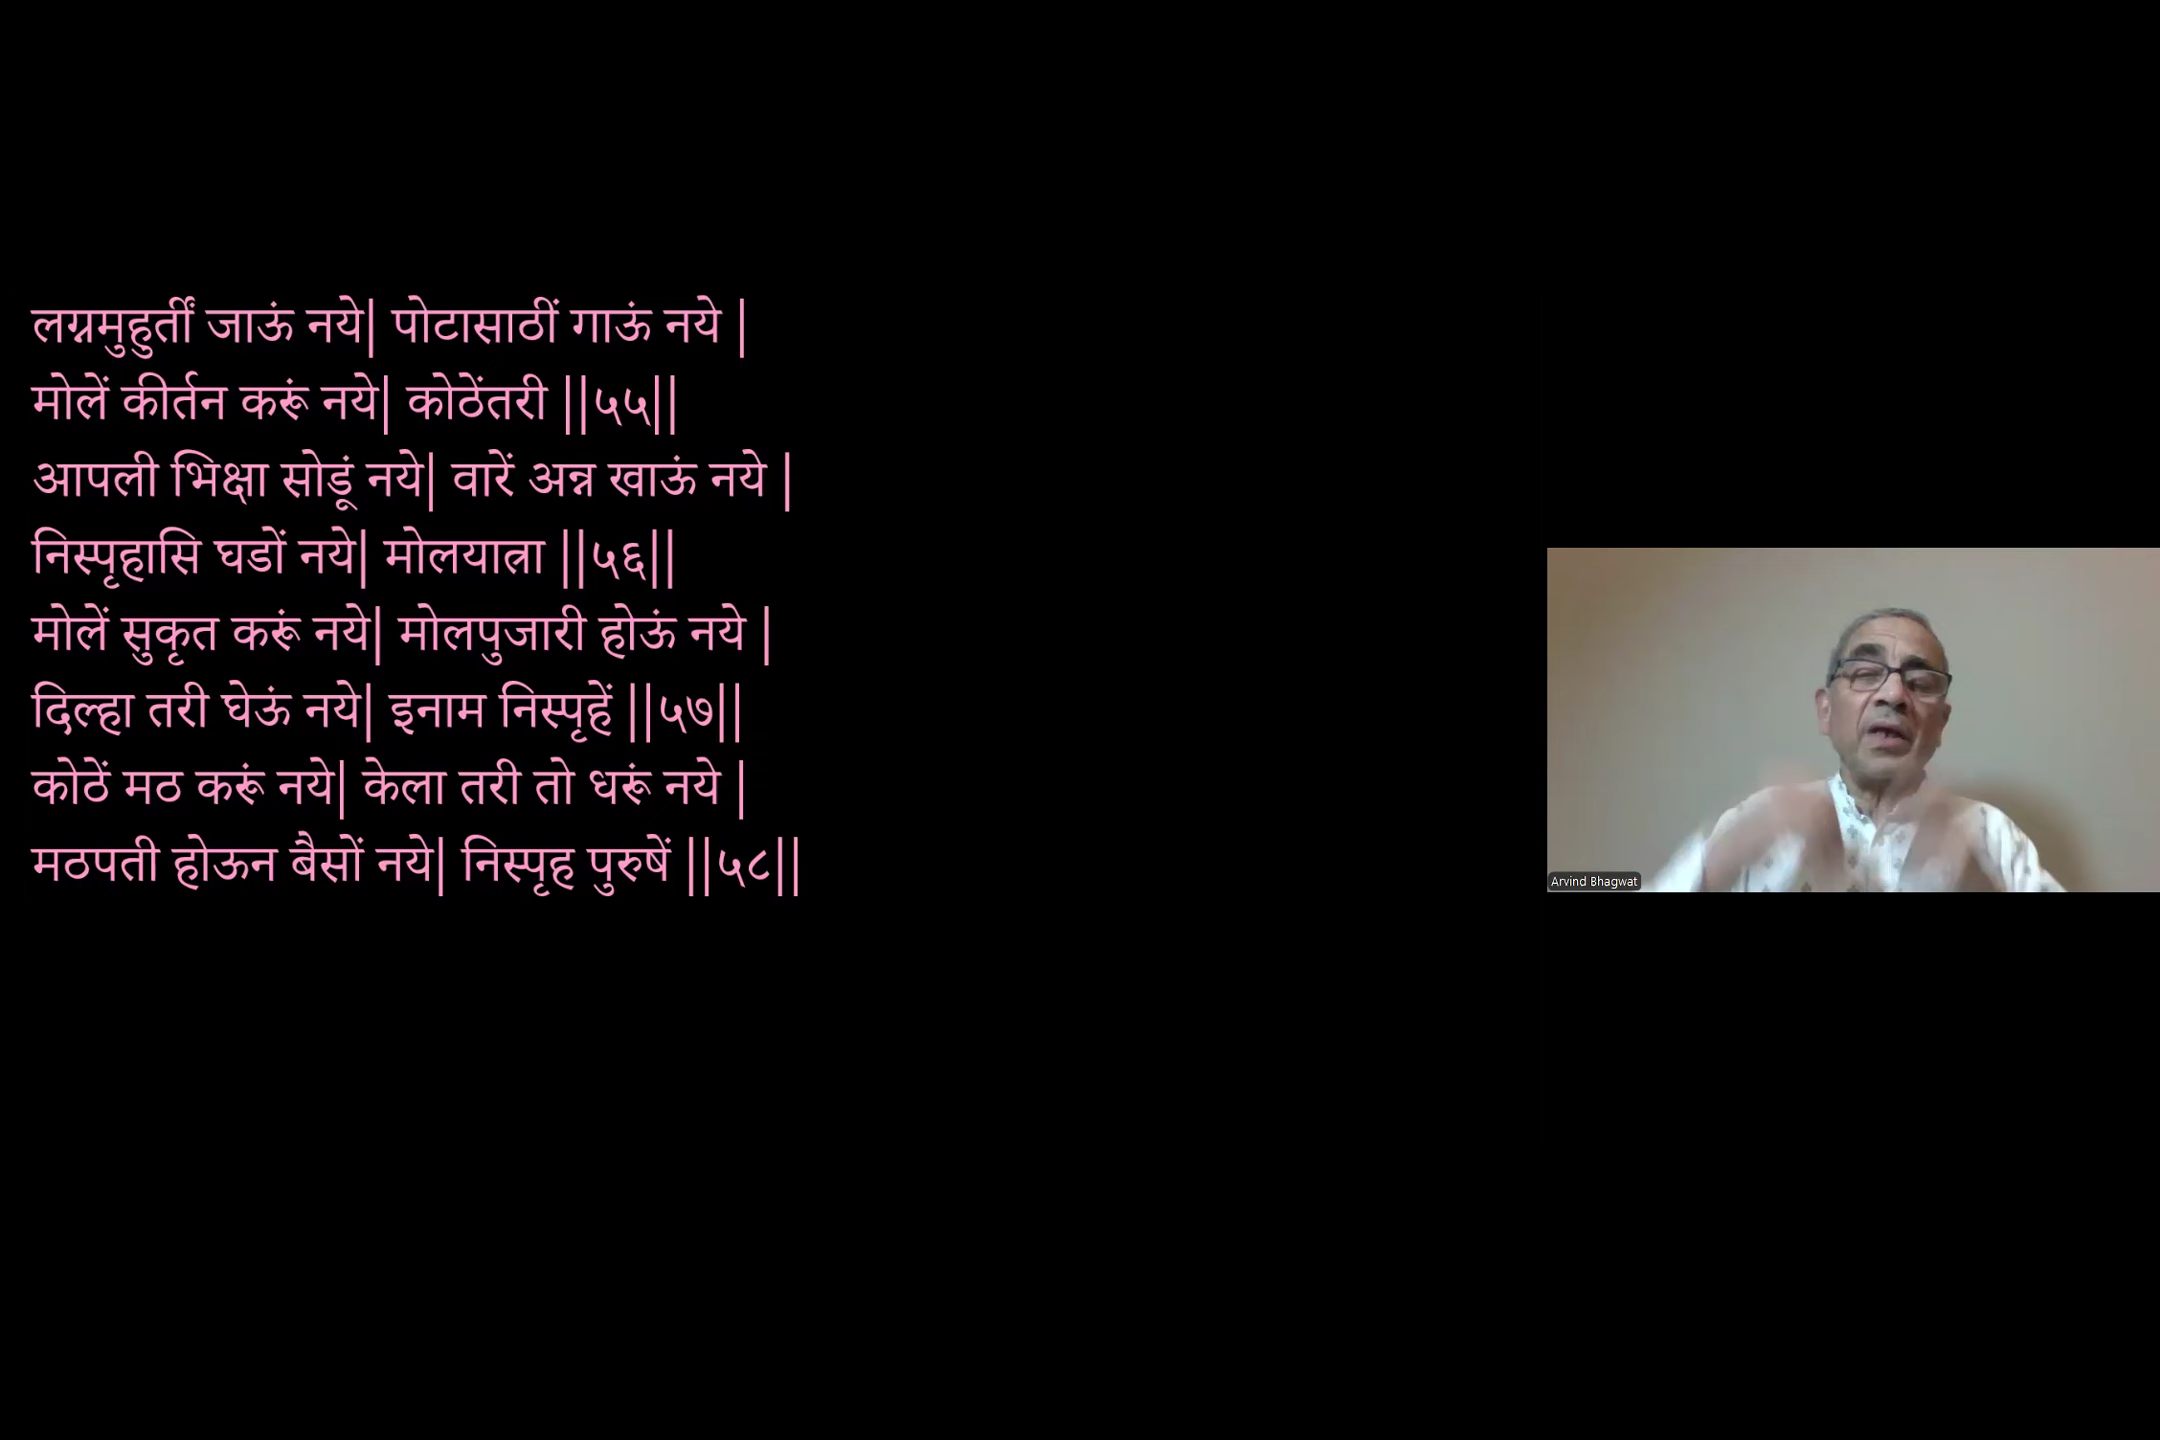 लग्नमुहुर्तीं जाऊं नये| पोटासाठीं गाऊं नये |
मोलें कीर्तन करूं नये| कोठेंतरी ||५५||
आपली भिक्षा सोडूं नये| वारें अन्न खाऊं नये |
निस्पृहासि घडों नये| मोलयात्रा ||५६||
मोलें सुकृत करूं नये| मोलपुजारी होऊं नये |
दिल्हा तरी घेऊं नये| इनाम निस्पृहें ||५७||
कोठें मठ करूं नये| केला तरी तो धरूं नये |
मठपती होऊन बैसों नये| निस्पृह पुरुषें ||५८||
Arvind Bhagwat